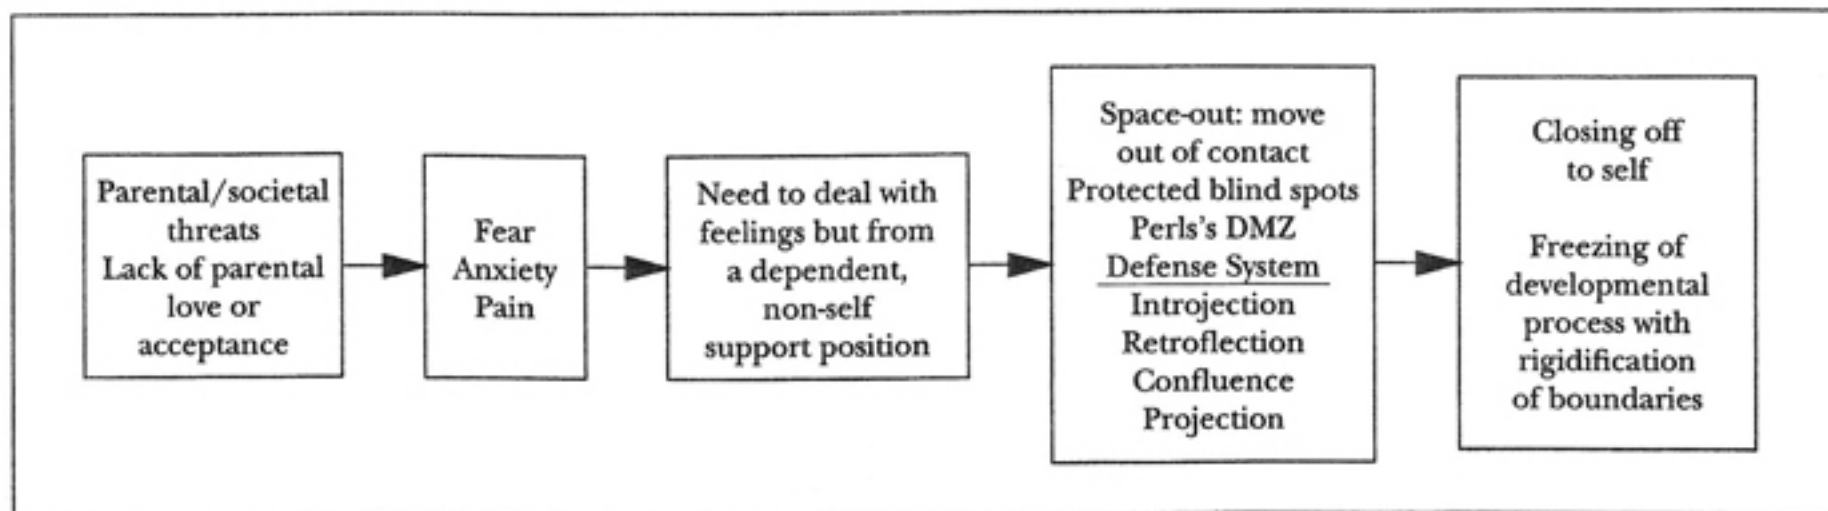 Parental/societal
threats
Lack of parental
love or
acceptance
Fear
Anxiety
Pain
Need to deal with
feelings but from
a dependent,
non-self
support position
Space-out: move
out of contact
Protected blind spots
Perls's DMZ
Defense System
Introjection
Retroflection
Confluence
Projection
Closing off
to self
Freezing of
developmental
process with
rigidification
of boundaries